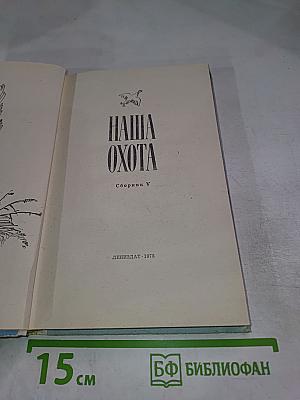 НАША
ОХОТА
Сборник V
ЛЕНИЗДАТ·1978
15 см
БФ БИБЛИОФАН